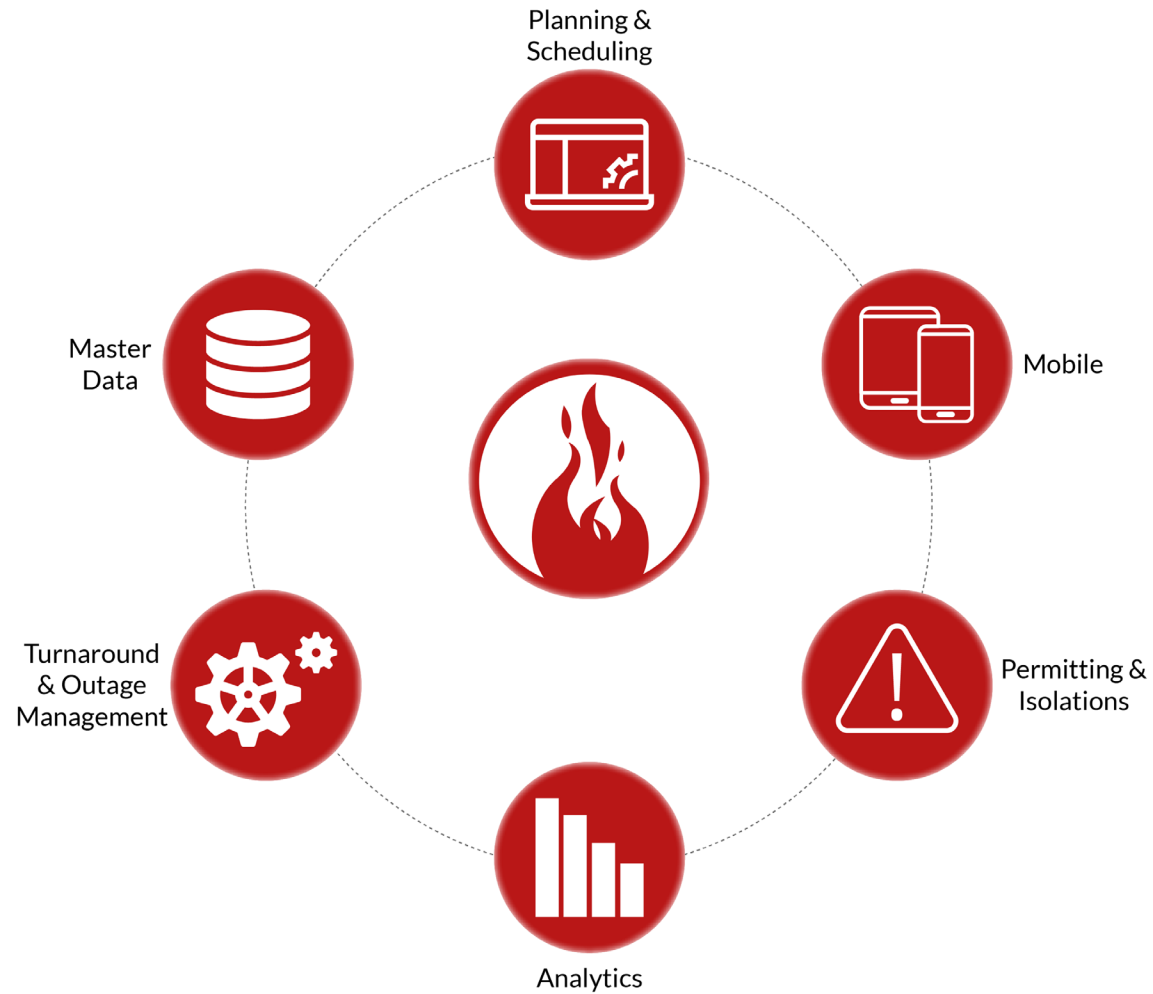 Planning &
Scheduling
Master
Data
Mobile
Turnaround
& Outage
Management
Permitting &
Isolations
Analytics